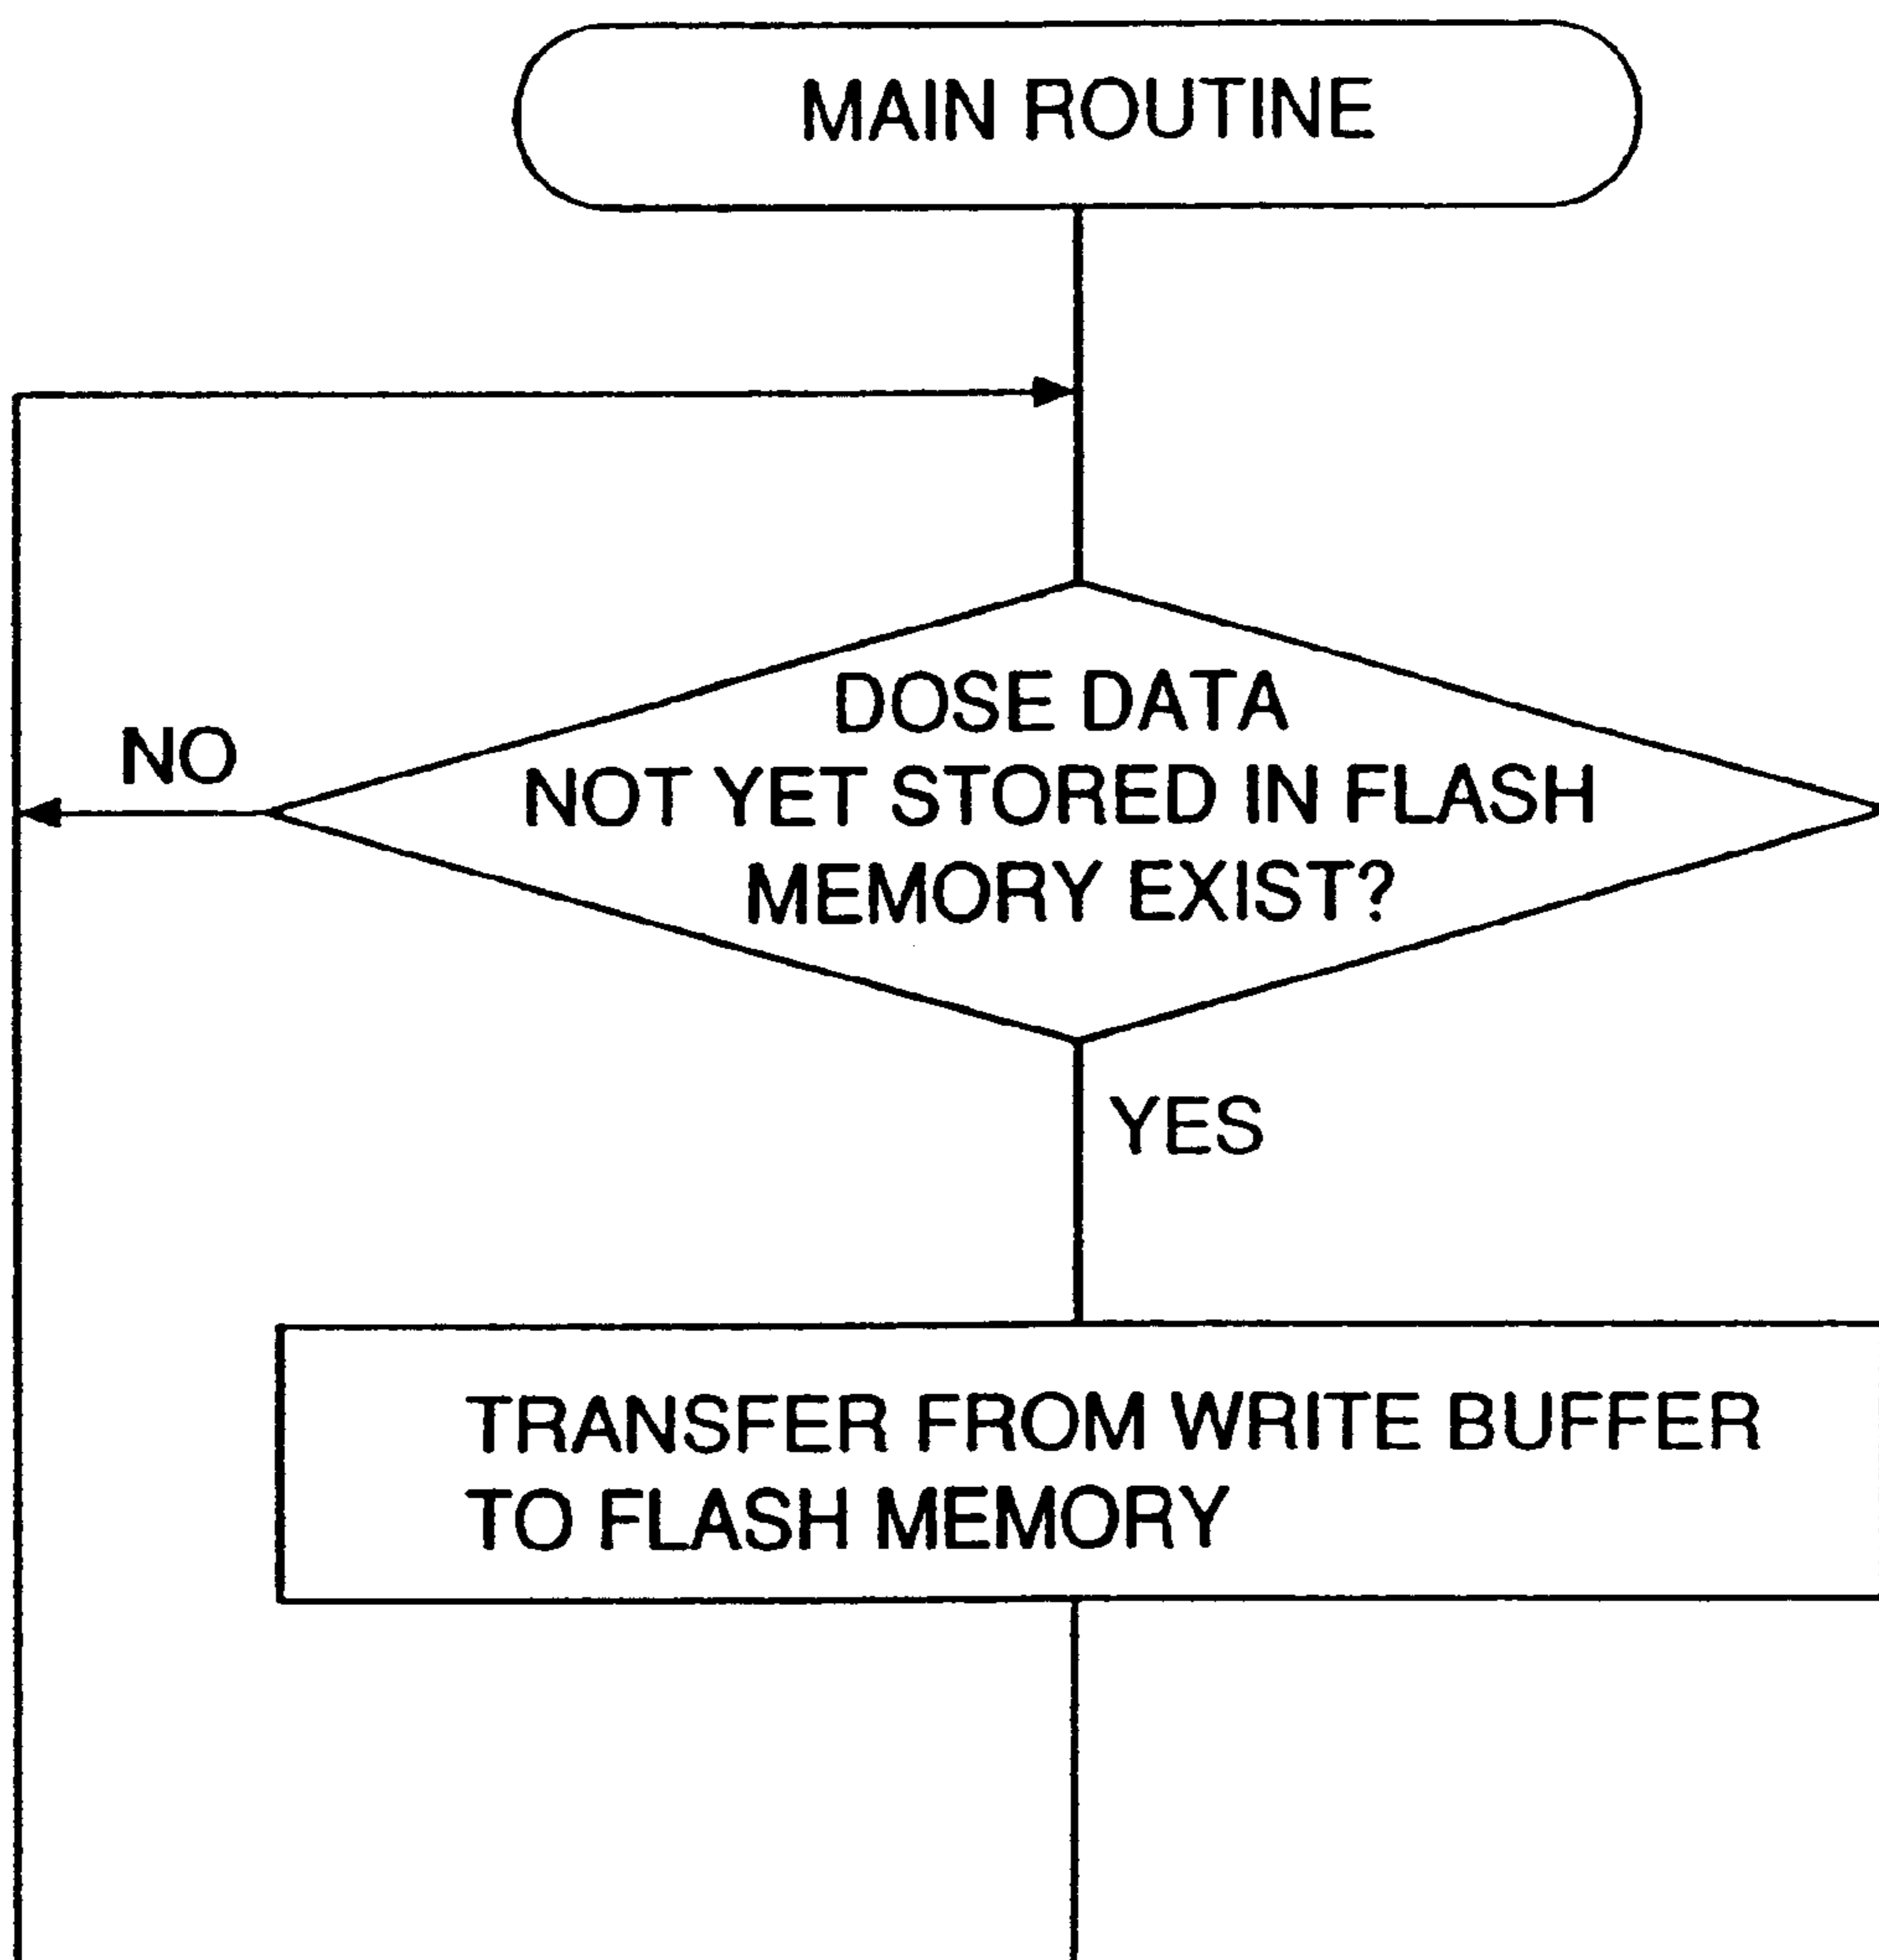 MAIN ROUTINE
DOSE DATA
NOT YET STORED IN FLASH
MEMORY EXIST?
NO
YES
TRANSFER FROM WRITE BUFFER
TO FLASH MEMORY